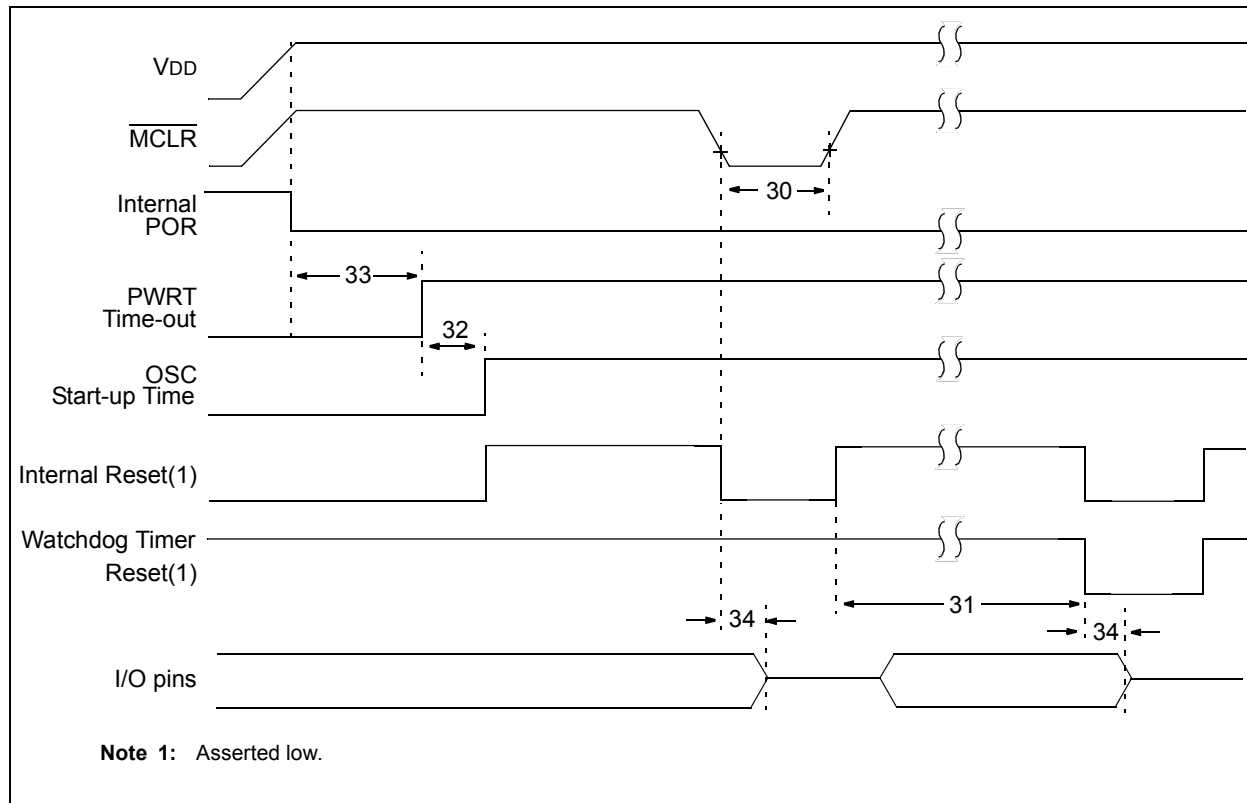 VDD
MCLR
30
Internal
POR
33
PWRT
Time-out
32
OSC
Start-up Time
Internal Reset(1)
Watchdog Timer
Reset(1)
31
34
34
I/O pins
Note 1: Asserted low.